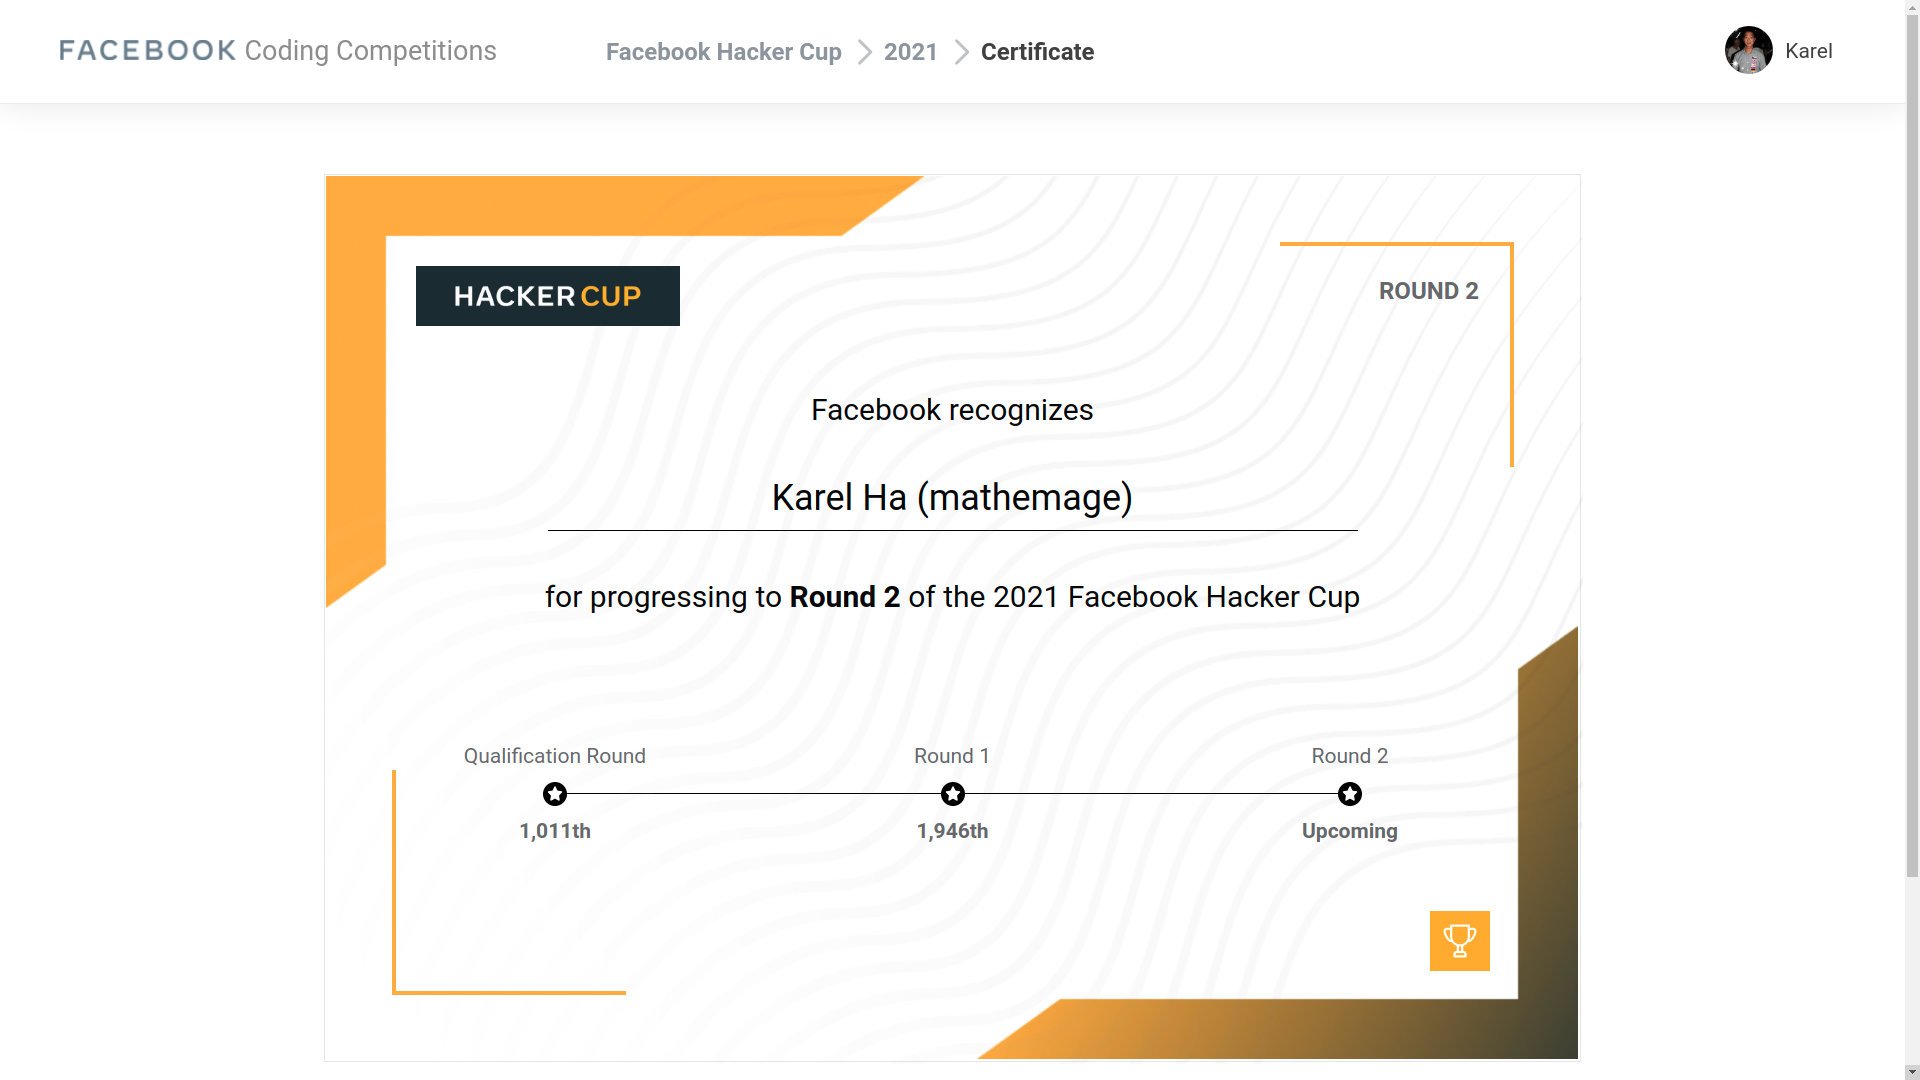 FACEBOOK Coding Competitions Facebook Hacker Cup 2021 Certificate Karel
HACKER CUP
ROUND 2
Facebook recognizes
Karel Ha (mathemage)
for progressing to Round 2 of the 2021 Facebook Hacker Cup
Qualification Round Round 1 Round 2
1,011th 1,946th Upcoming